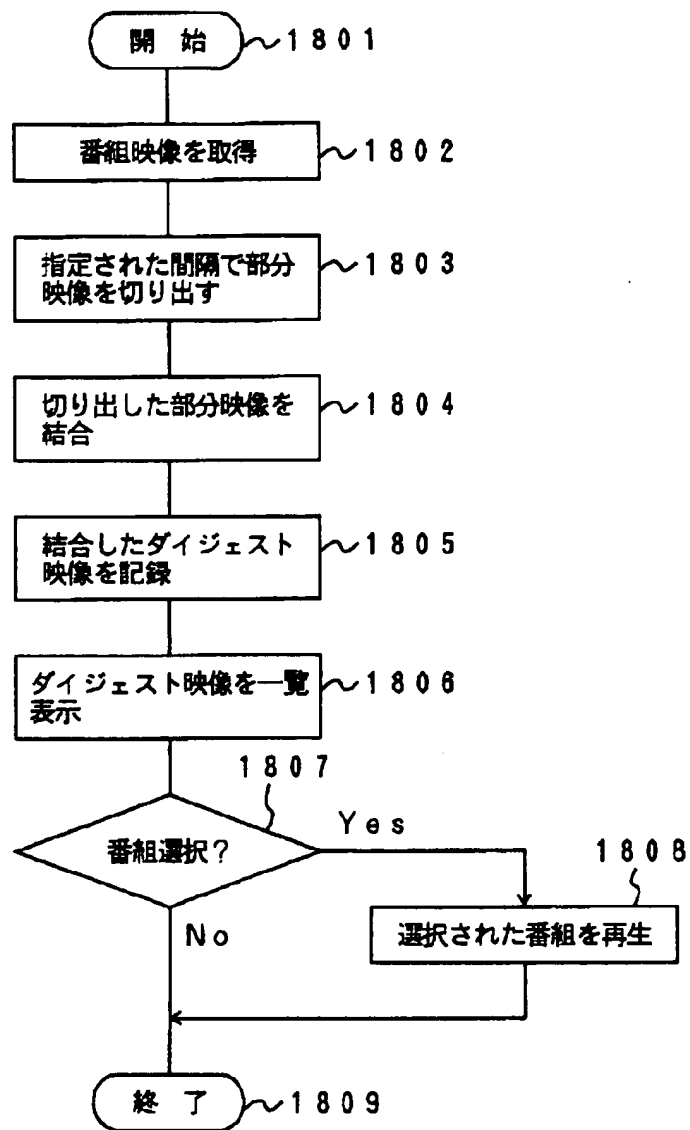 開 始
1801
番組映像を取得
1802
指定された間隔で部分
映像を切り出す
1803
切り出した部分映像を
結合
1804
結合したダイジェスト
映像を記録
1805
ダイジェスト映像を一覧
表示
1806
1807
番組選択?
Yes
1808
選択された番組を再生
No
終 了
1809